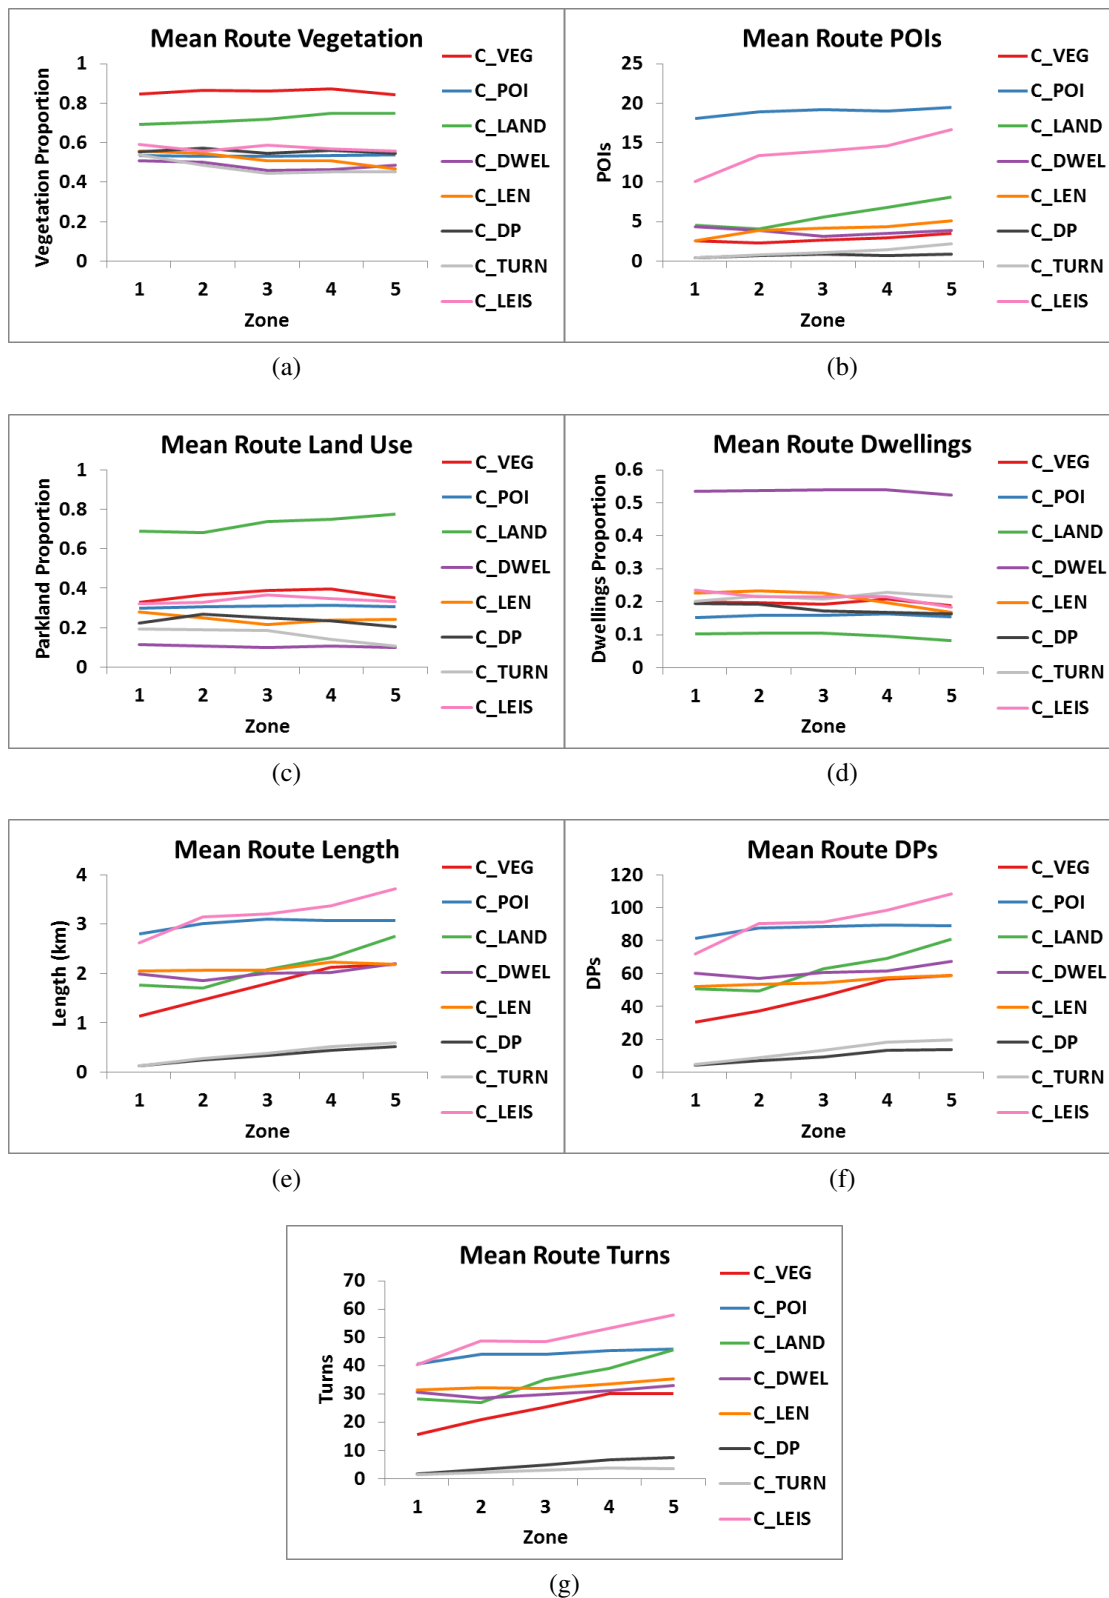 Mean Route Vegetation
Vegetation Proportion
1
0.8
0.6
0.4
0.2
0
1 2 3 4 5
Zone
C_VEG
C_POI
C_LAND
C_DWEL
C_LEN
C_DP
C_TURN
C_LEIS
(a)
Mean Route POIs
POIs
25
20
15
10
5
0
1 2 3 4 5
Zone
C_VEG
C_POI
C_LAND
C_DWEL
C_LEN
C_DP
C_TURN
C_LEIS
(b)
Mean Route Land Use
Parkland Proportion
1
0.8
0.6
0.4
0.2
0
1 2 3 4 5
Zone
C_VEG
C_POI
C_LAND
C_DWEL
C_LEN
C_DP
C_TURN
C_LEIS
(c)
Mean Route Dwellings
Dwellings Proportion
0.6
0.5
0.4
0.3
0.2
0.1
0
1 2 3 4 5
Zone
C_VEG
C_POI
C_LAND
C_DWEL
C_LEN
C_DP
C_TURN
C_LEIS
(d)
Mean Route Length
Length (km)
4
3
2
1
0
1 2 3 4 5
Zone
C_VEG
C_POI
C_LAND
C_DWEL
C_LEN
C_DP
C_TURN
C_LEIS
(e)
Mean Route DPs
DPs
120
100
80
60
40
20
0
1 2 3 4 5
Zone
C_VEG
C_POI
C_LAND
C_DWEL
C_LEN
C_DP
C_TURN
C_LEIS
(f)
Mean Route Turns
Turns
70
60
50
40
30
20
10
0
1 2 3 4 5
Zone
C_VEG
C_POI
C_LAND
C_DWEL
C_LEN
C_DP
C_TURN
C_LEIS
(g)